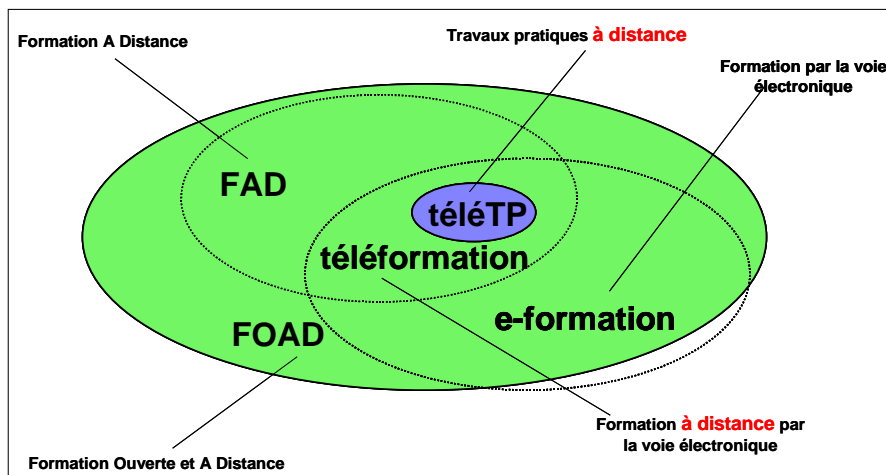 Formation A Distance
Travaux pratiques à distance
Formation par la voie
électronique
FAD
téléTP
téléformation
e-formation
FOAD
Formation à distance par
la voie électronique
Formation Ouverte et A Distance